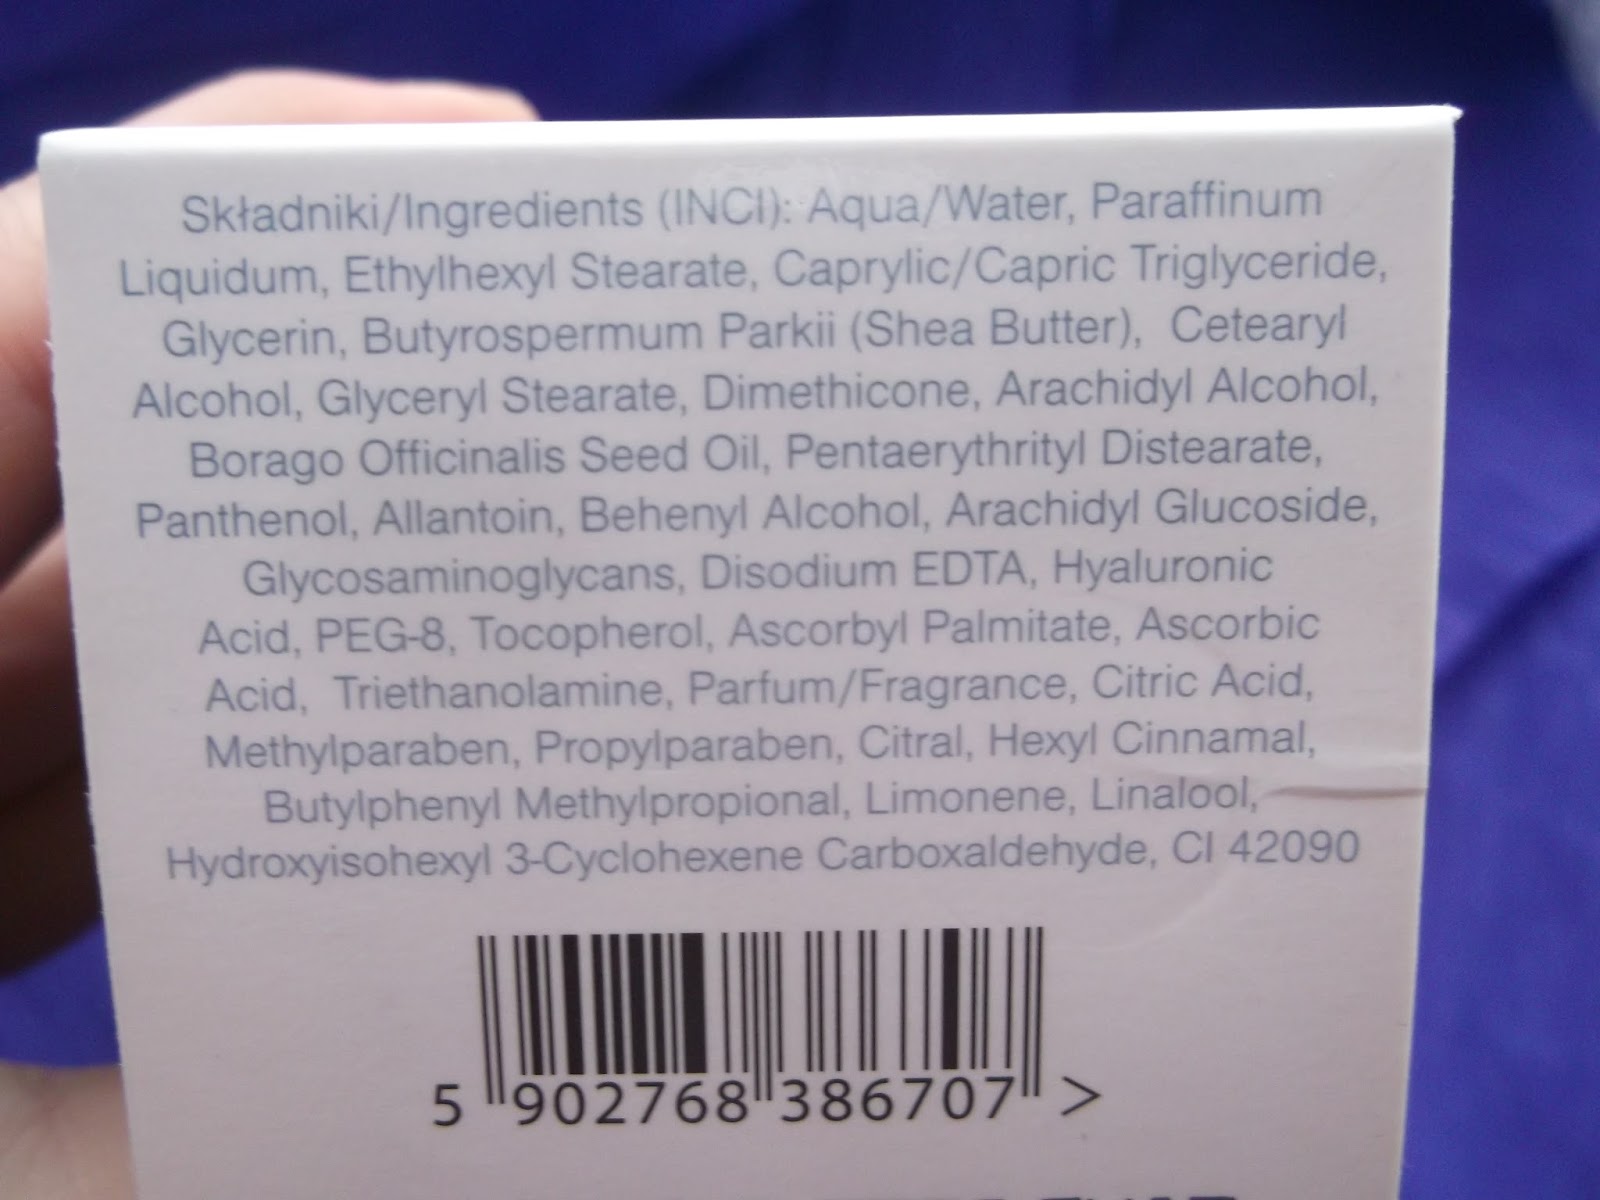 Składniki/Ingredients (INCI): Aqua/Water, Paraffinum
Liquidum, Ethylhexyl Stearate, Caprylic/Capric Triglyceride,
Glycerin, Butyrospermum Parkii (Shea Butter), Cetearyl
Alcohol, Glyceryl Stearate, Dimethicone, Arachidyl Alcohol,
Borago Officinalis Seed Oil, Pentaerythrityl Distearate,
Panthenol, Allantoin, Behenyl Alcohol, Arachidyl Glucoside,
Glycosaminoglycans, Disodium EDTA, Hyaluronic
Acid, PEG-8, Tocopherol, Ascorbyl Palmitate, Ascorbic
Acid, Triethanolamine, Parfum/Fragrance, Citric Acid,
Methylparaben, Propylparaben, Citral, Hexyl Cinnamal,
Butylphenyl Methylpropional, Limonene, Linalool,
Hydroxyisohexyl 3-Cyclohexene Carboxaldehyde, CI 42090
5 902768 386707 >